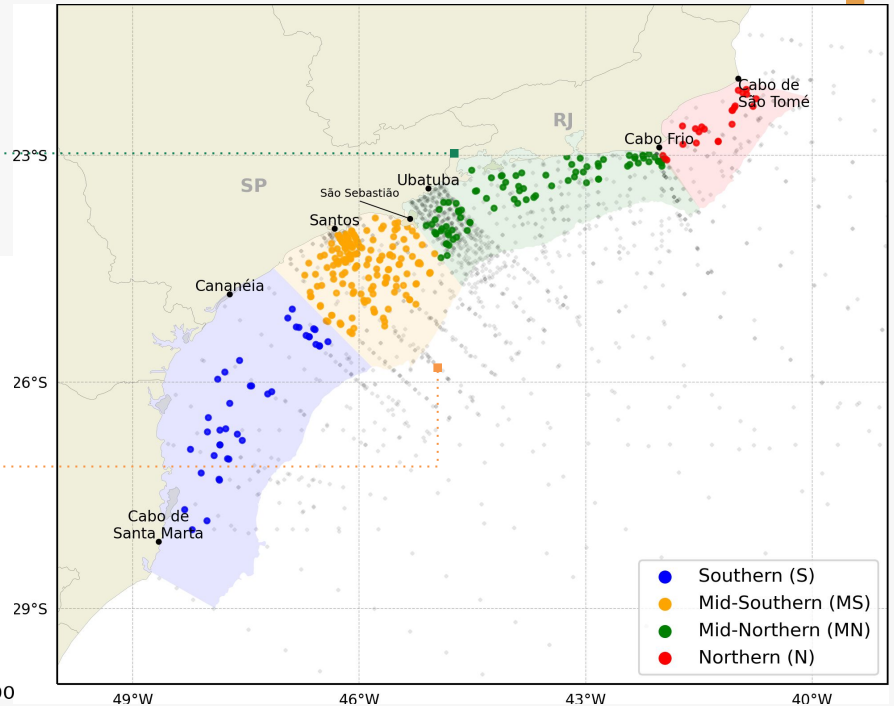 Cabo de
São Tomé
RJ
Cabo Frio
23°S
Ubatuba
SP
São Sebastião
Santos
Cananéia
26°S
Cabo de
Santa Marta
29°S
Southern (S)
Mid-Southern (MS)
Mid-Northern (MN)
Northern (N)
49°W
46°W
43°W
40°W